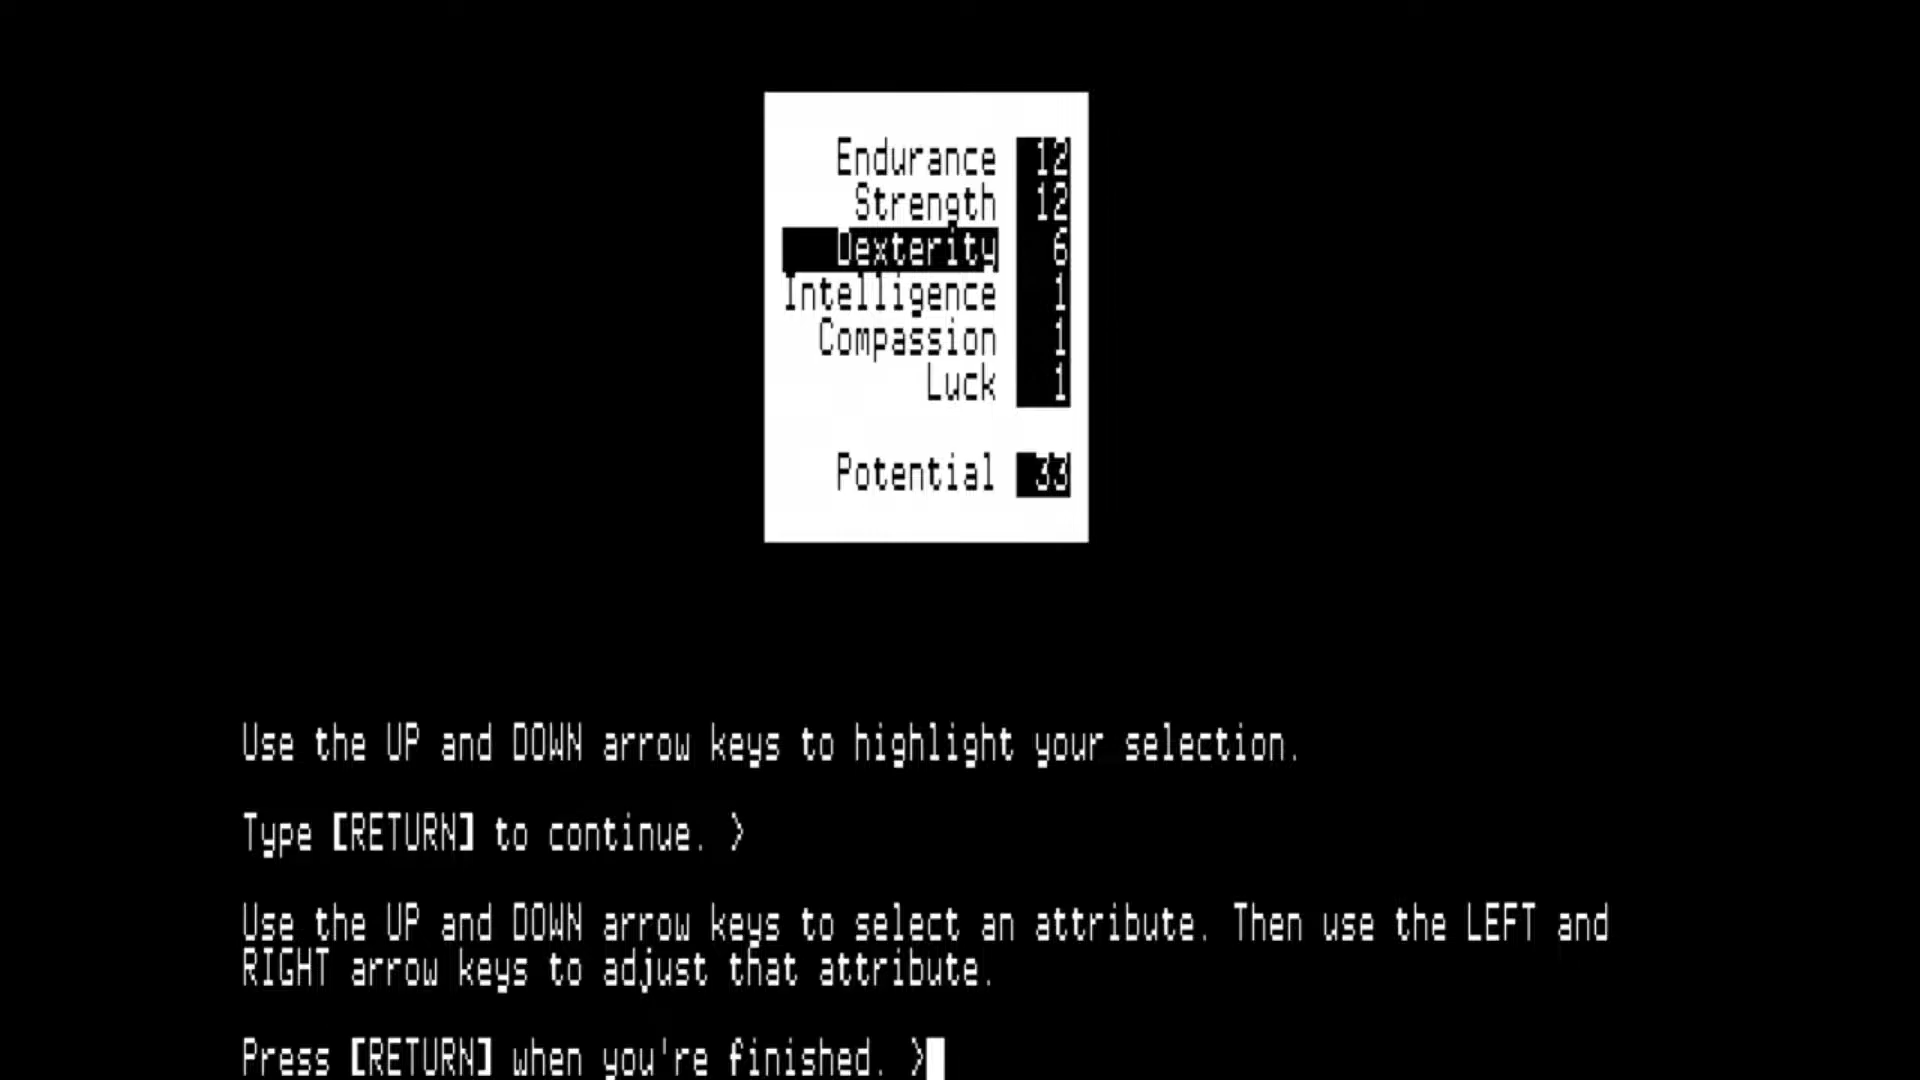 Endurance 12
Strength 12
Dexterity 6
Intelligence 1
Compassion 1
Luck 1
Potential 33
Use the UP and DOWN arrow keys to highlight your selection.
Type [RETURN] to continue. >
Use the UP and DOWN arrow keys to select an attribute. Then use the LEFT and
RIGHT arrow keys to adjust that attribute.
Press [RETURN] when you're finished. >